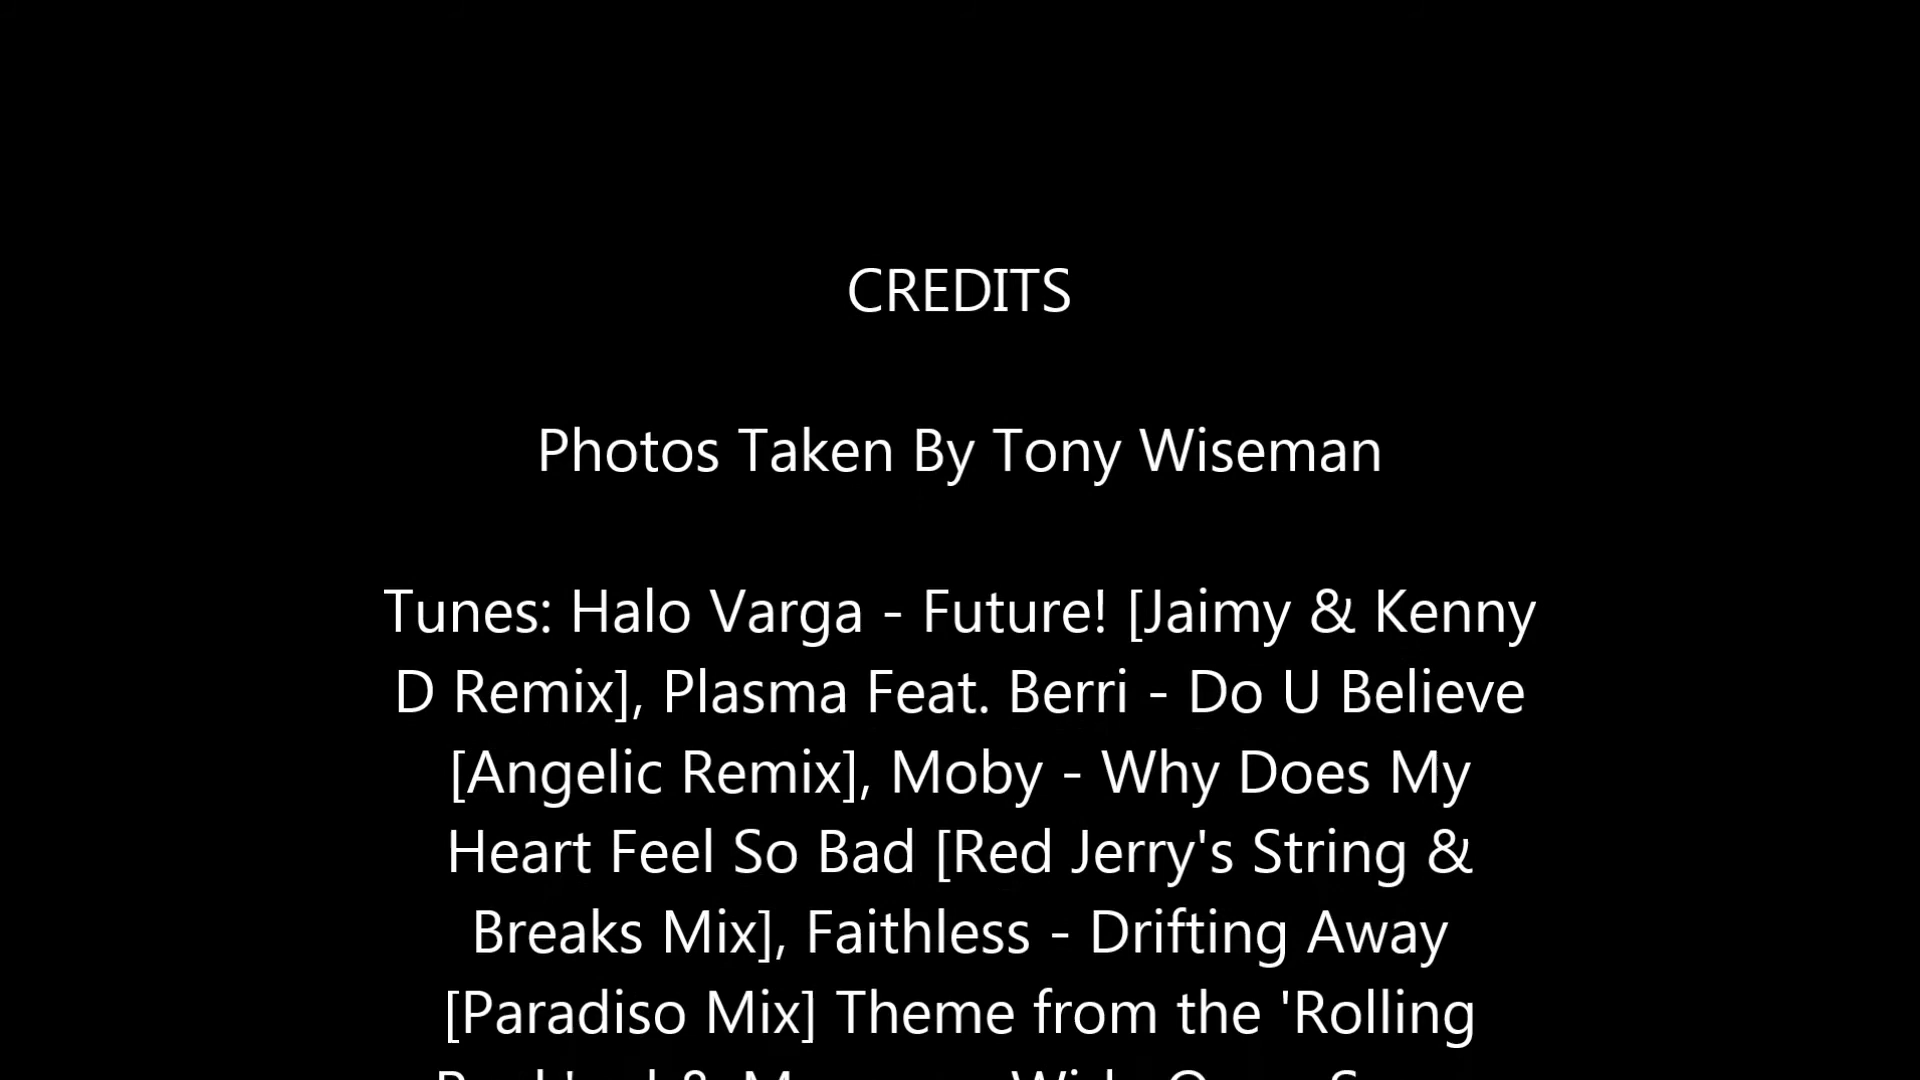 CREDITS
Photos Taken By Tony Wiseman
Tunes: Halo Varga - Future! [Jaimy & Kenny
D Remix], Plasma Feat. Berri - Do U Believe
[Angelic Remix], Moby - Why Does My
Heart Feel So Bad [Red Jerry's String &
Breaks Mix], Faithless - Drifting Away
[Paradiso Mix] Theme from the 'Rolling